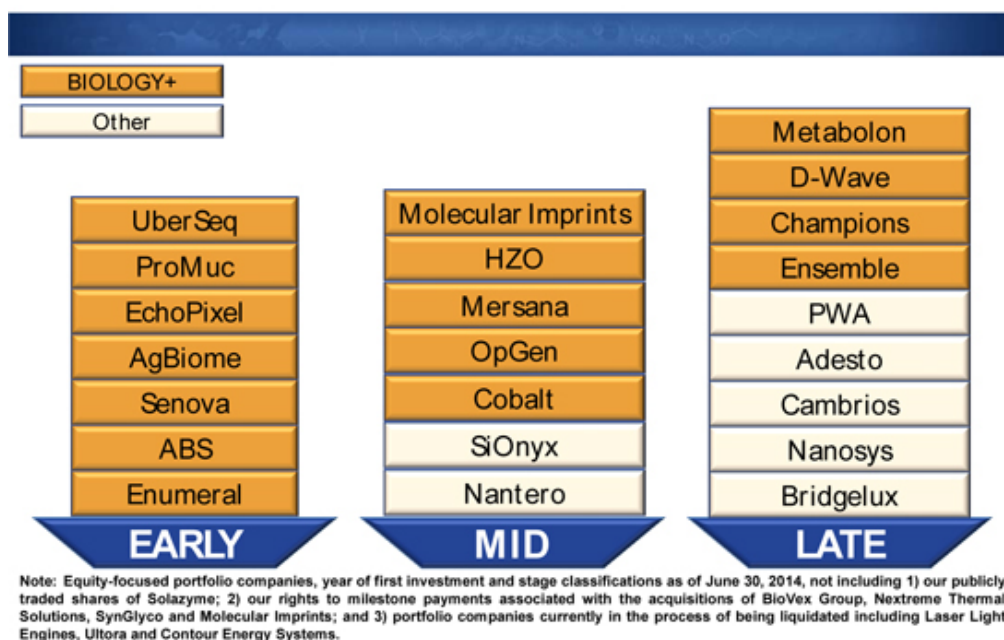 BIOLOGY+
Other
UberSeq
ProMuc
EchoPixel
AgBiome
Senova
ABS
Enumeral
EARLY
Molecular Imprints
HZO
Mersana
OpGen
Cobalt
SiOnyx
Nantero
MID
Metabolon
D-Wave
Champions
Ensemble
PWA
Adesto
Cambrios
Nanosys
Bridgelux
LATE
Note: Equity-focused portfolio companies, year of first investment and stage classifications as of June 30, 2014, not including 1) our publicly
traded shares of Solazyme; 2) our rights to milestone payments associated with the acquisitions of BioVex Group, Nextreme Thermal
Solutions, SynGlyco and Molecular Imprints; and 3) portfolio companies currently in the process of being liquidated including Laser Light
Engines, Ultora and Contour Energy Systems.